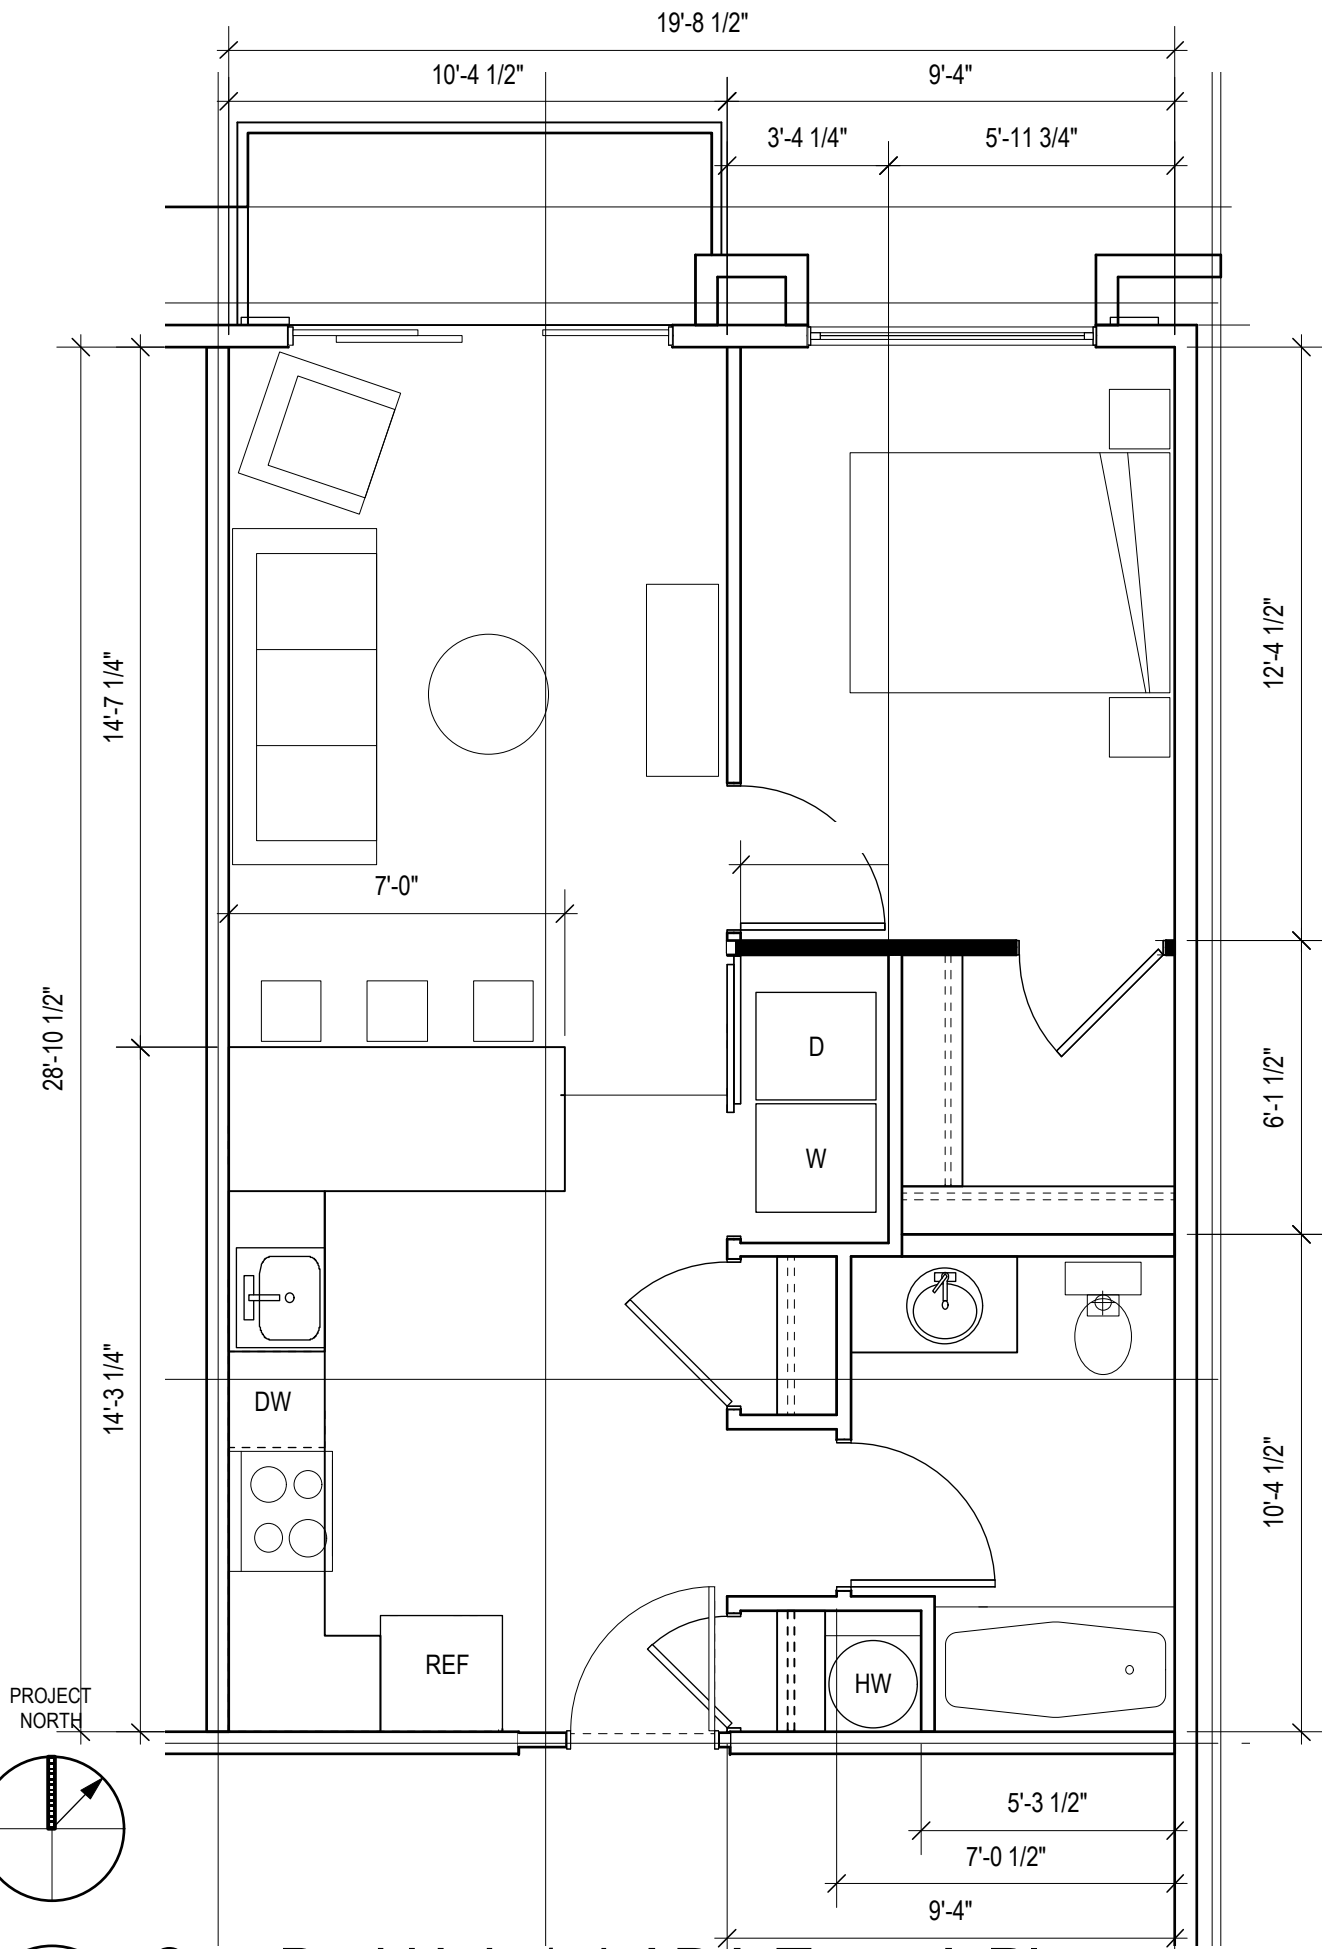 19'-8 1/2"
10'-4 1/2"
9'-4"
3'-4 1/4"
5'-11 3/4"
14'-7 1/4"
12'-4 1/2"
7'-0"
28'-10 1/2"
D
6'-1 1/2"
W
14'-3 1/4"
DW
10'-4 1/2"
REF
HW
PROJECT
NORTH
5'-3 1/2"
7'-0 1/2"
9'-4"